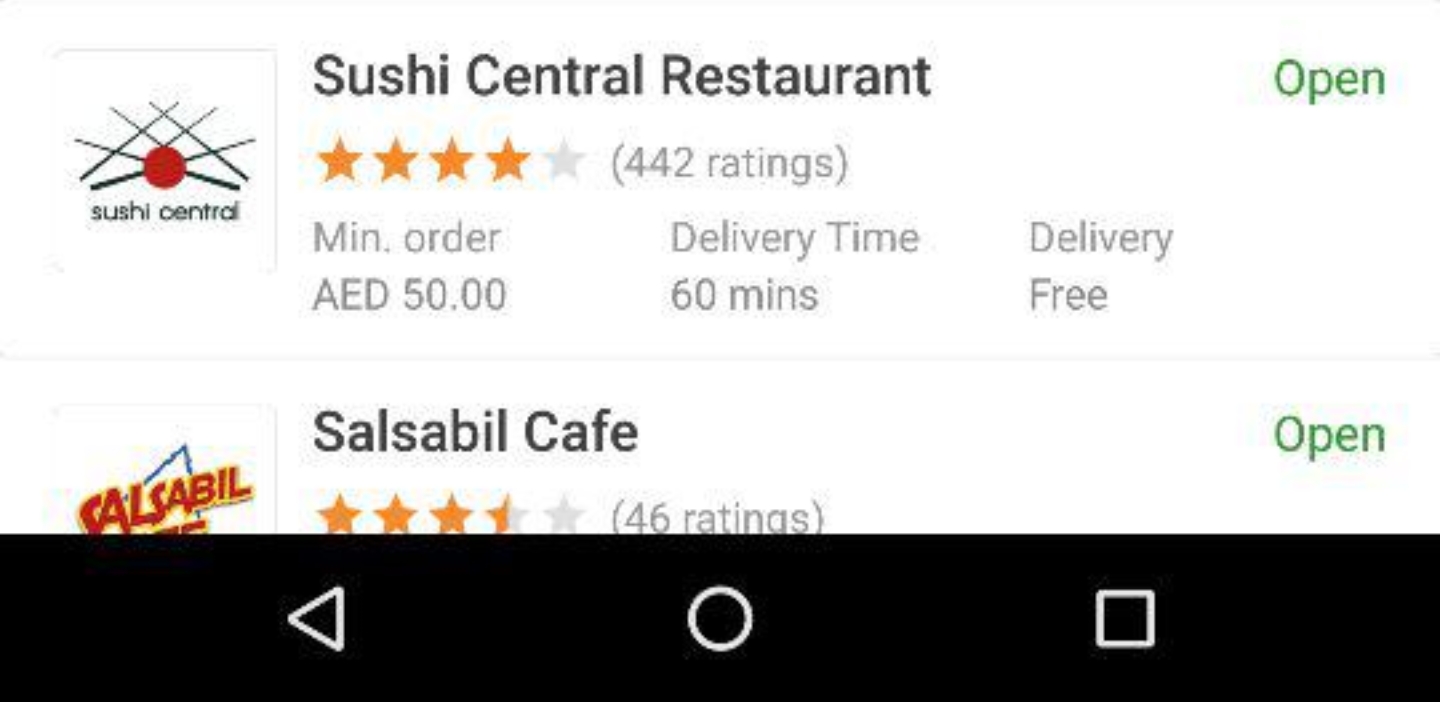 Sushi Central Restaurant
Open
(442 ratings)
sushi central
Min. order
Delivery Time
Delivery
AED 50.00
60 mins
Free
Salsabil Cafe
Open
SALSABIL
(46 ratings)